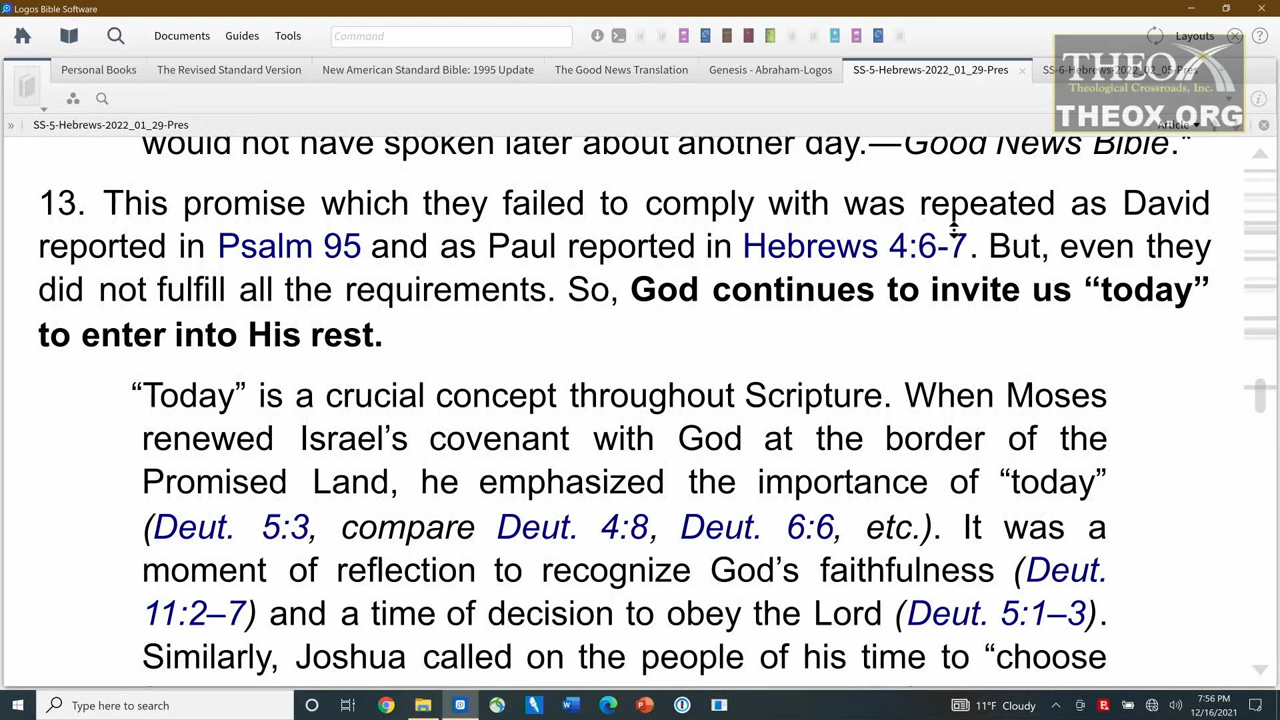 Logos Bible Software
Documents Guides Tools Command Layouts
Personal Books The Revised Standard Version New American Standard 1995 Update The Good News Translation Genesis - Abraham-Logos SS-5-Hebrews-2022_01_29-Pres SS-6-Hebrews-2022_02_05-Pres
THEOX
Theological Crossroads, Inc.
THEOX.ORG
SS-5-Hebrews-2022_01_29-Pres Article
would not have spoken later about another day.—Good News Bible.*
13. This promise which they failed to comply with was repeated as David
reported in Psalm 95 and as Paul reported in Hebrews 4:6-7. But, even they
did not fulfill all the requirements. So, God continues to invite us “today”
to enter into His rest.
“Today” is a crucial concept throughout Scripture. When Moses
renewed Israel’s covenant with God at the border of the
Promised Land, he emphasized the importance of “today”
(Deut. 5:3, compare Deut. 4:8, Deut. 6:6, etc.). It was a
moment of reflection to recognize God’s faithfulness (Deut.
11:2–7) and a time of decision to obey the Lord (Deut. 5:1–3).
Similarly, Joshua called on the people of his time to “choose
Type here to search 11°F Cloudy 7:56 PM
12/16/2021